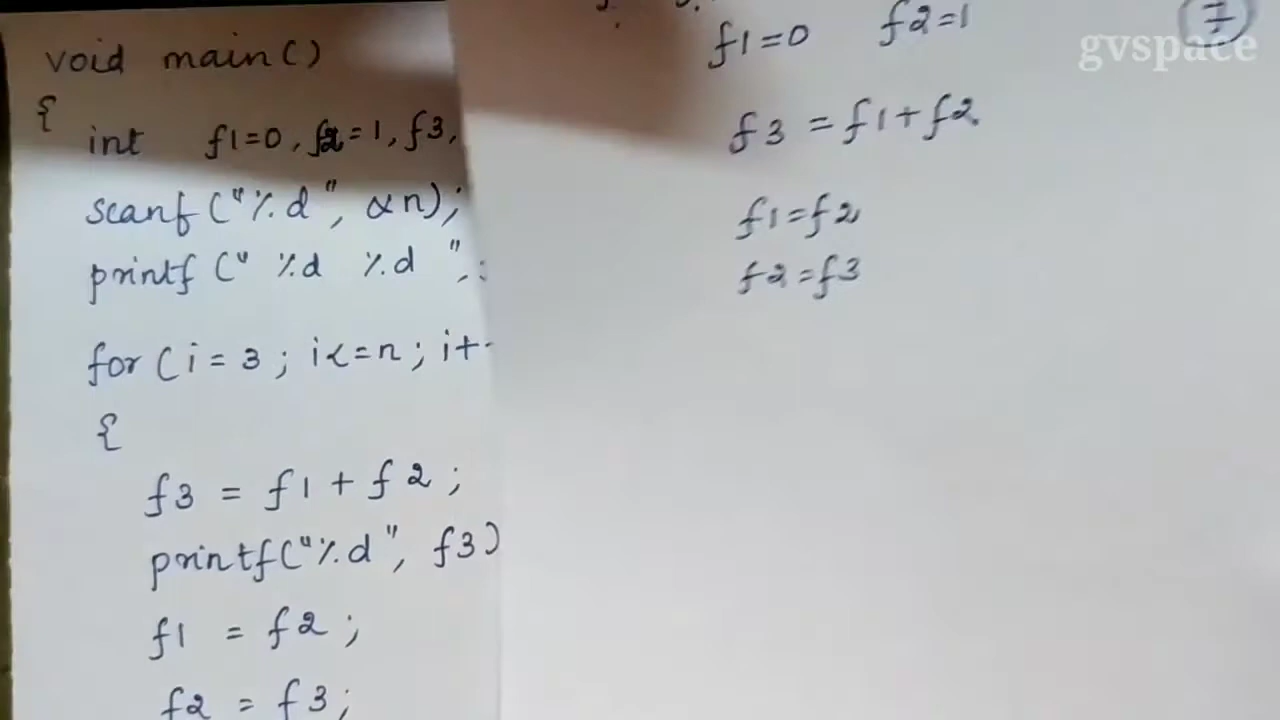 void main()
{
int f1=0, f2=1, f3,
scanf("%d", &n);
printf(" %d %d ",
for(i=3; i<=n; i+
{
f3 = f1+f2;
printf("%d", f3)
f1 = f2;
f2 = f3;
f1=0 f2=1
7
gvspace
f3 = f1+f2
f1=f2
f2=f3